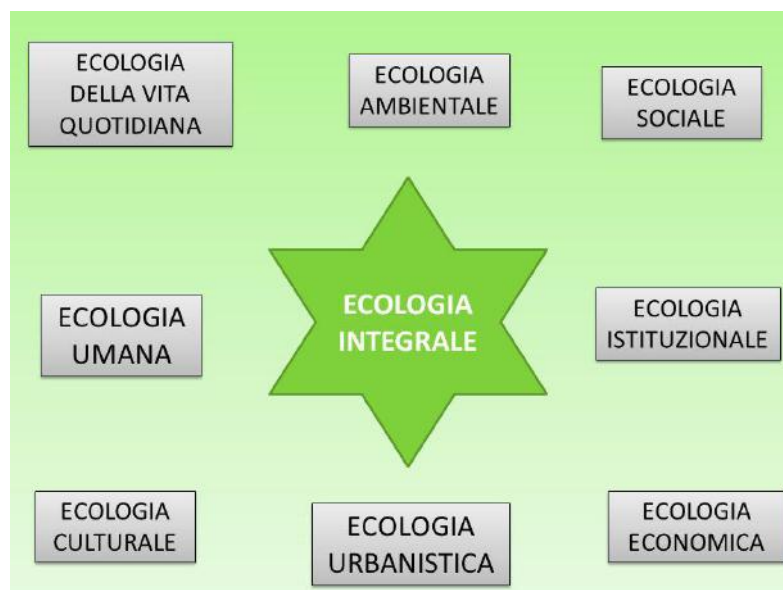 ECOLOGIA
DELLA VITA
QUOTIDIANA
ECOLOGIA
AMBIENTALE
ECOLOGIA
SOCIALE
ECOLOGIA
UMANA
ECOLOGIA
INTEGRALE
ECOLOGIA
ISTITUZIONALE
ECOLOGIA
CULTURALE
ECOLOGIA
URBANISTICA
ECOLOGIA
ECONOMICA